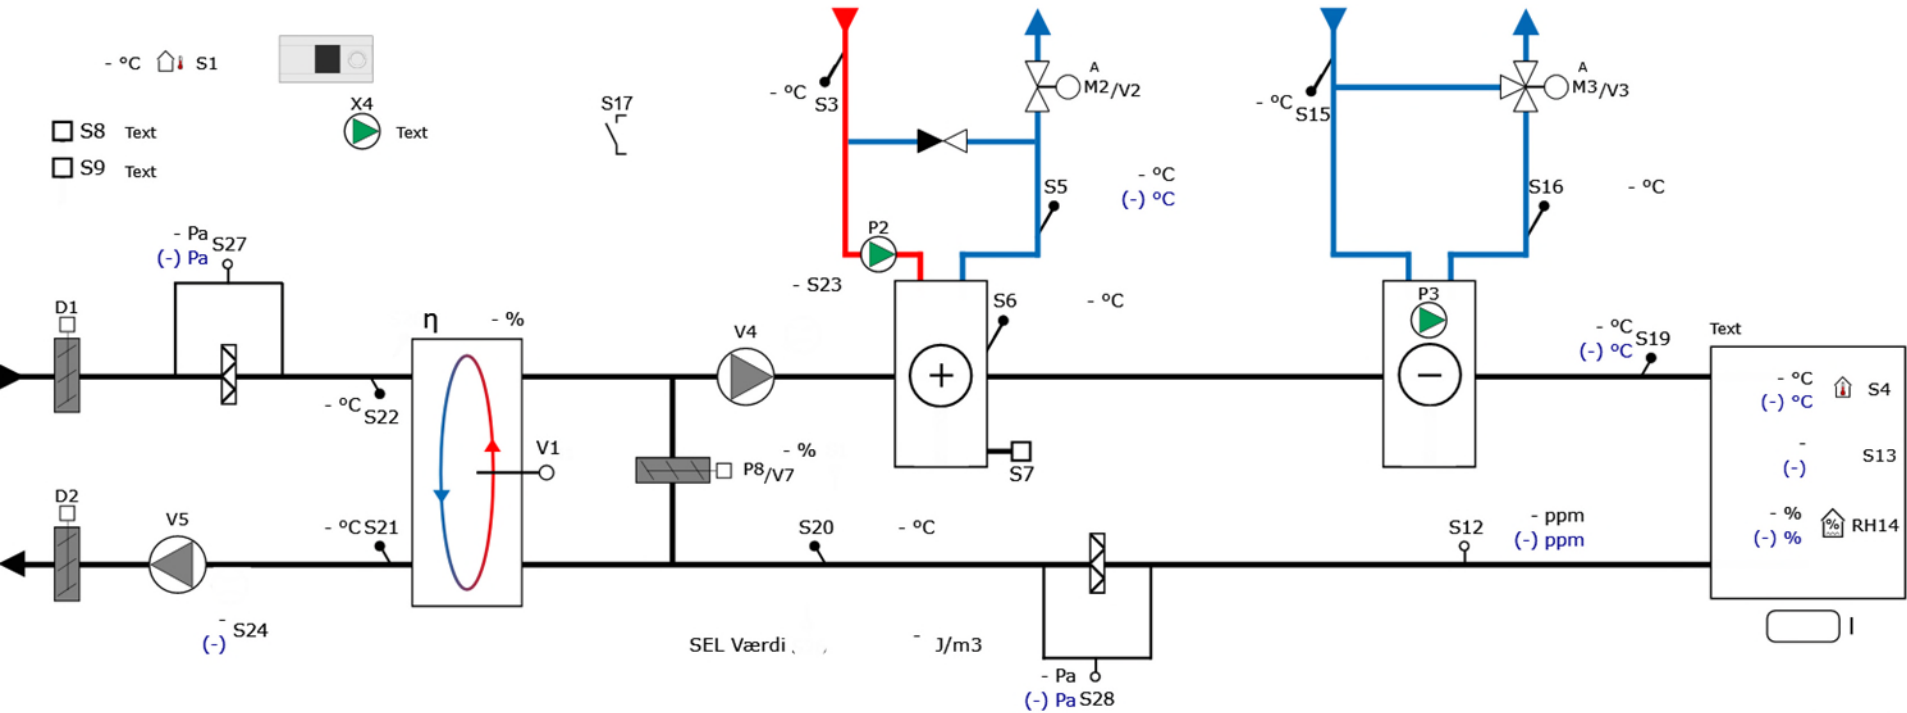 - °C S1
X4
Text
S8 Text
S9 Text
S17
- °C S3
A
M2/V2
- °C S15
A
M3/V3
S5
- °C
(-) °C
S16 - °C
- Pa
(-) Pa S27
P2
- S23
S6 - °C
P3
D1
η - %
V4
- °C
(-) °C S19
Text
- °C S22
- °C
(-) °C S4
V1
- %
P8/V7
S7
-
(-) S13
D2
V5
- °C S21
S20 - °C
S12
- ppm
(-) ppm
- %
(-) %
%
RH14
-
(-) S24
SEL Værdi - J/m3
I
- Pa
(-) Pa S28